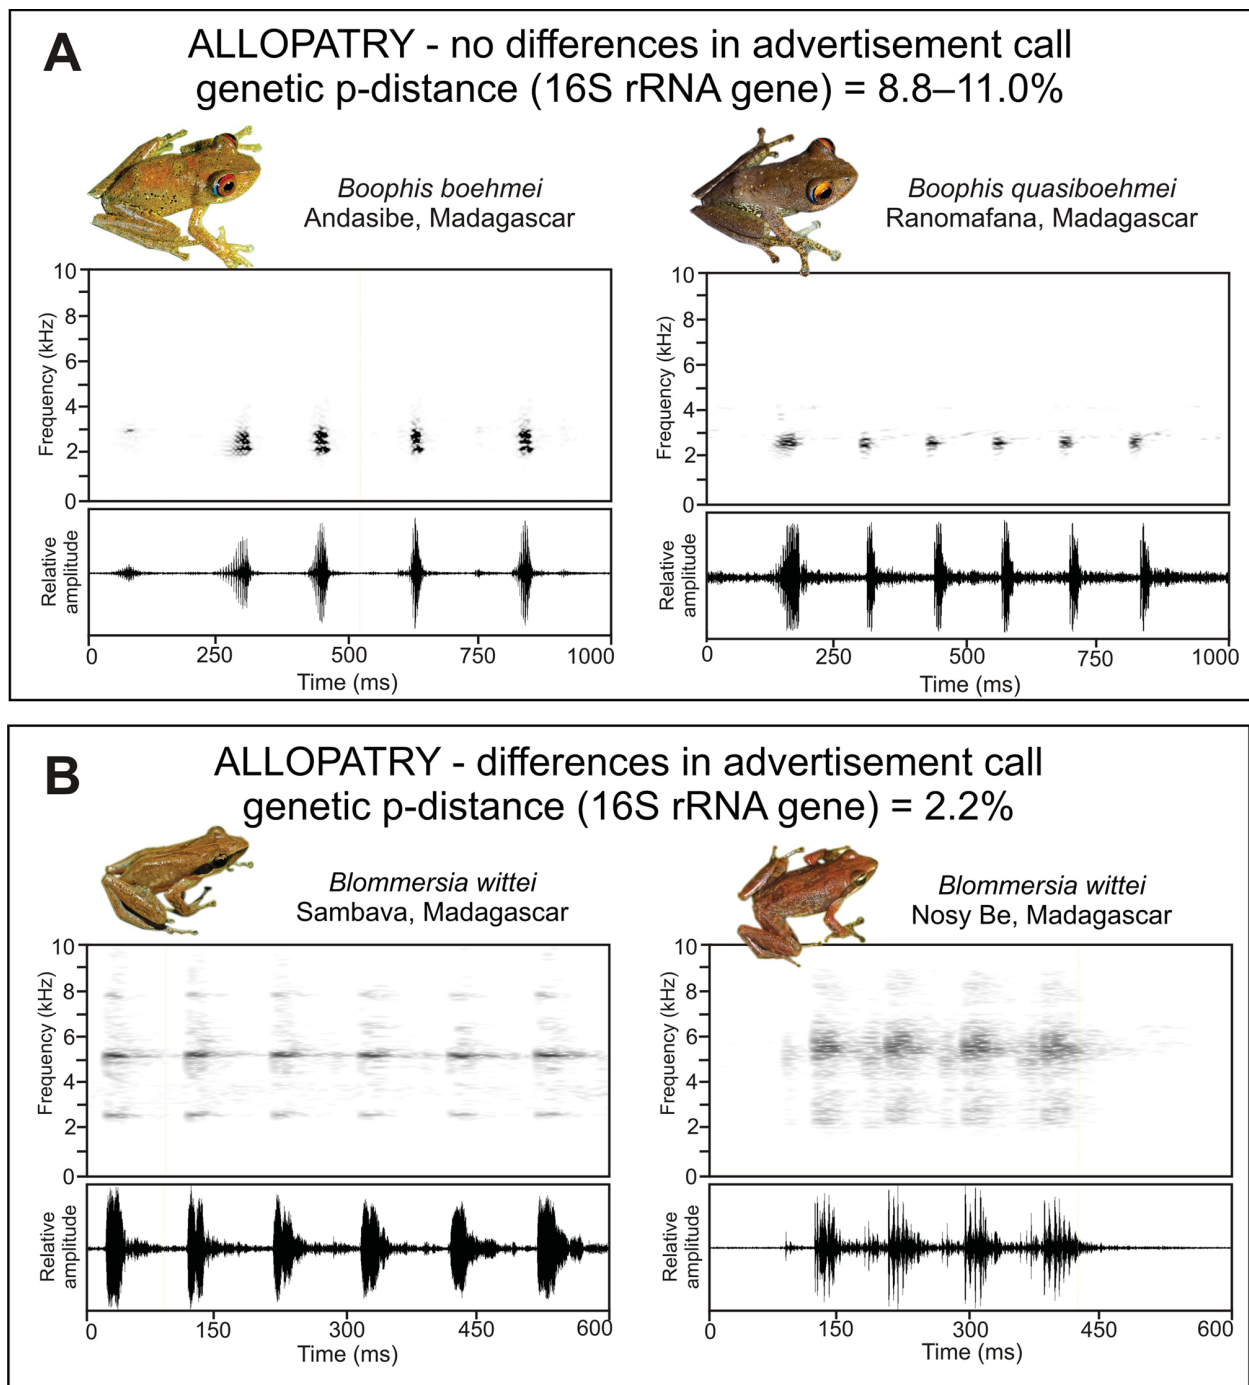 A
ALLOPATRY - no differences in advertisement call
genetic p-distance (16S rRNA gene) = 8.8–11.0%
Boophis boehmei
Andasibe, Madagascar
Boophis quasiboehmei
Ranomafana, Madagascar
Frequency (kHz)
10
8
6
4
2
0
Relative
amplitude
0 250 500 750 1000
Time (ms)
Frequency (kHz)
10
8
6
4
2
0
Relative
amplitude
0 250 500 750 1000
Time (ms)
B
ALLOPATRY - differences in advertisement call
genetic p-distance (16S rRNA gene) = 2.2%
Blommersia wittei
Sambava, Madagascar
Blommersia wittei
Nosy Be, Madagascar
Frequency (kHz)
10
8
6
4
2
0
Relative
amplitude
0 150 300 450 600
Time (ms)
Frequency (kHz)
10
8
6
4
2
0
Relative
amplitude
0 150 300 450 600
Time (ms)